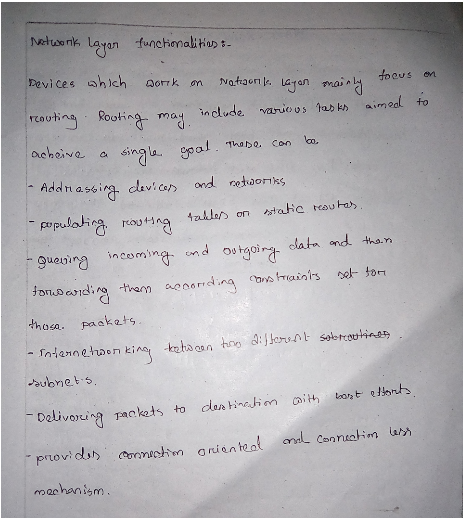 Network Layer functionalities:-
Devices which work on Network layer mainly focus on
routing. Routing may include various tasks aimed to
acheive a single goal. These can be
- Addressing devices and networks
- populating routing tables on static routes.
- queuing incoming and outgoing data and then
forwarding them according constraints set for
those packets.
- Internetworking between two different subroutines.
subnets.
- Delivering packets to destination with best efforts.
- provides connection oriented and connection less
mechanism.